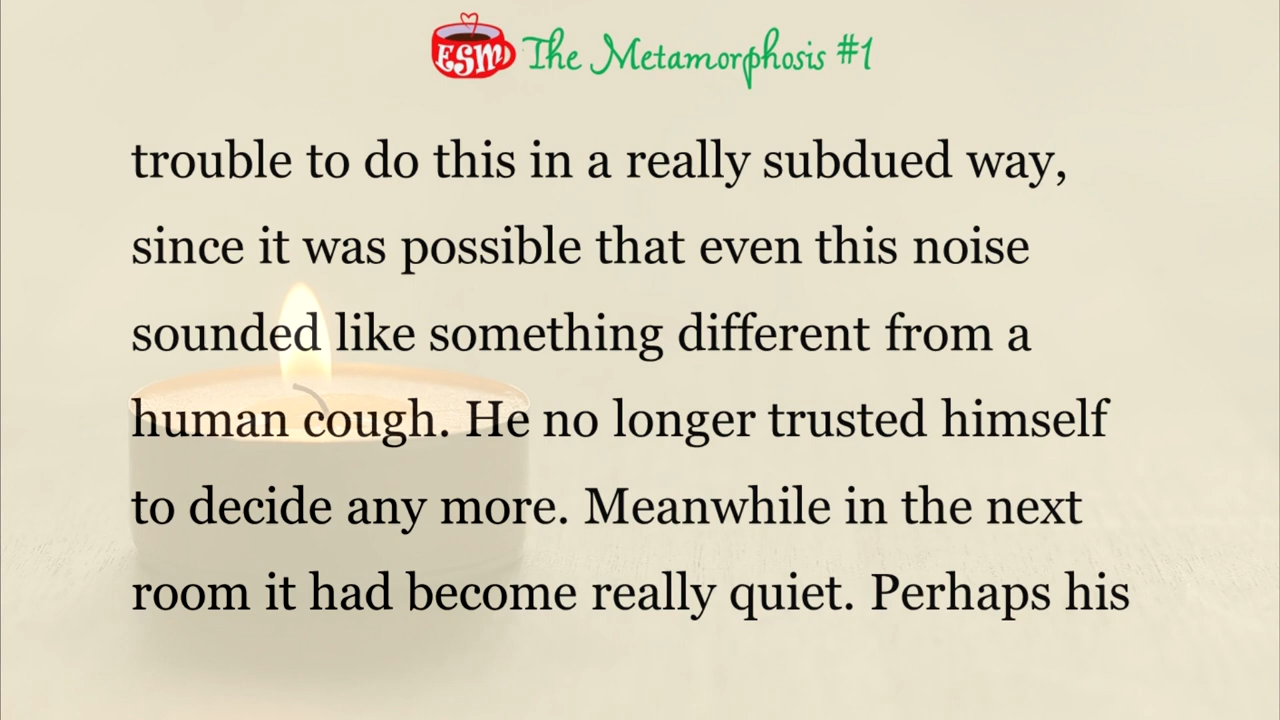 ESM The Metamorphosis #1
trouble to do this in a really subdued way,
since it was possible that even this noise
sounded like something different from a
human cough. He no longer trusted himself
to decide any more. Meanwhile in the next
room it had become really quiet. Perhaps his